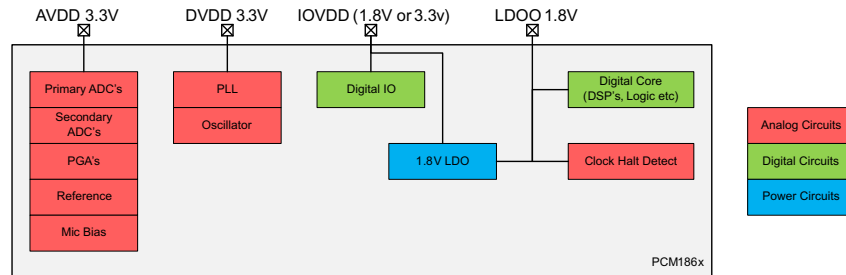 AVDD 3.3V
DVDD 3.3V
IOVDD (1.8V or 3.3v)
LDOO 1.8V
Primary ADC's
Secondary
ADC's
PGA's
Reference
Mic Bias
PLL
Oscillator
Digital IO
1.8V LDO
Digital Core
(DSP's, Logic etc)
Clock Halt Detect
PCM186x
Analog Circuits
Digital Circuits
Power Circuits